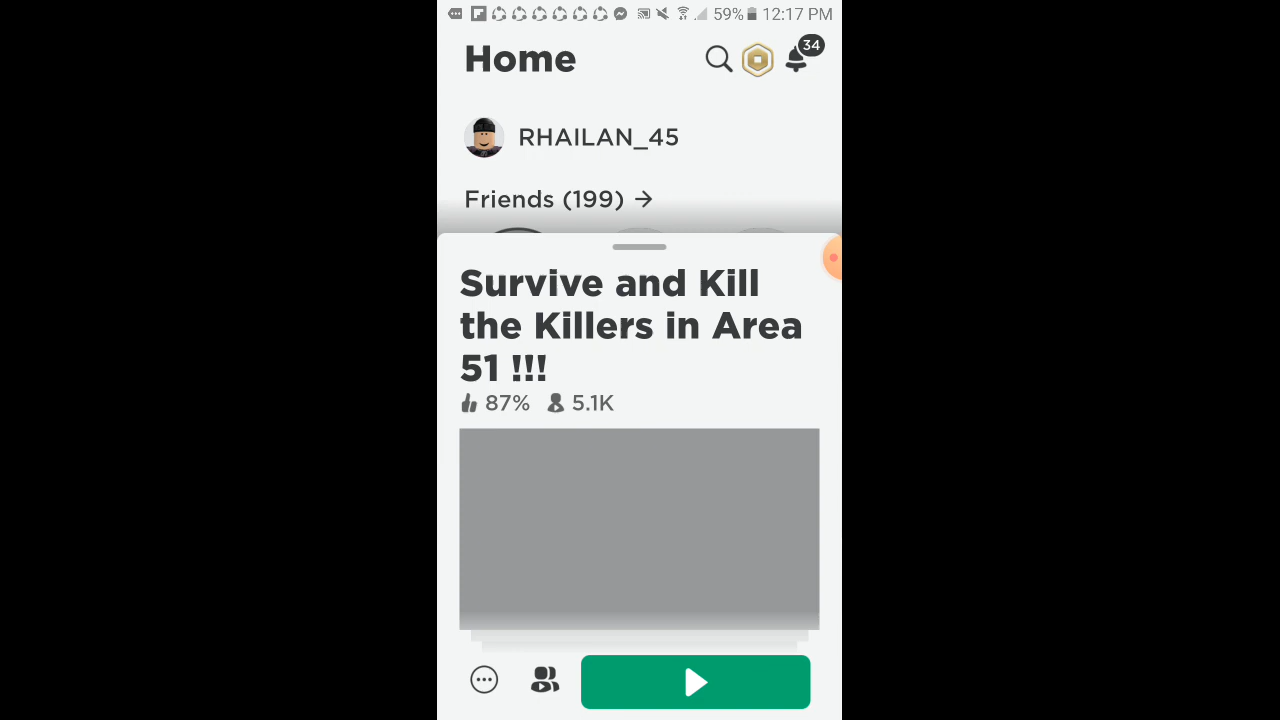 59% 12:17 PM
Home
34
RHAILAN_45
Friends (199) →
Survive and Kill
the Killers in Area
51 !!!
87% 5.1K